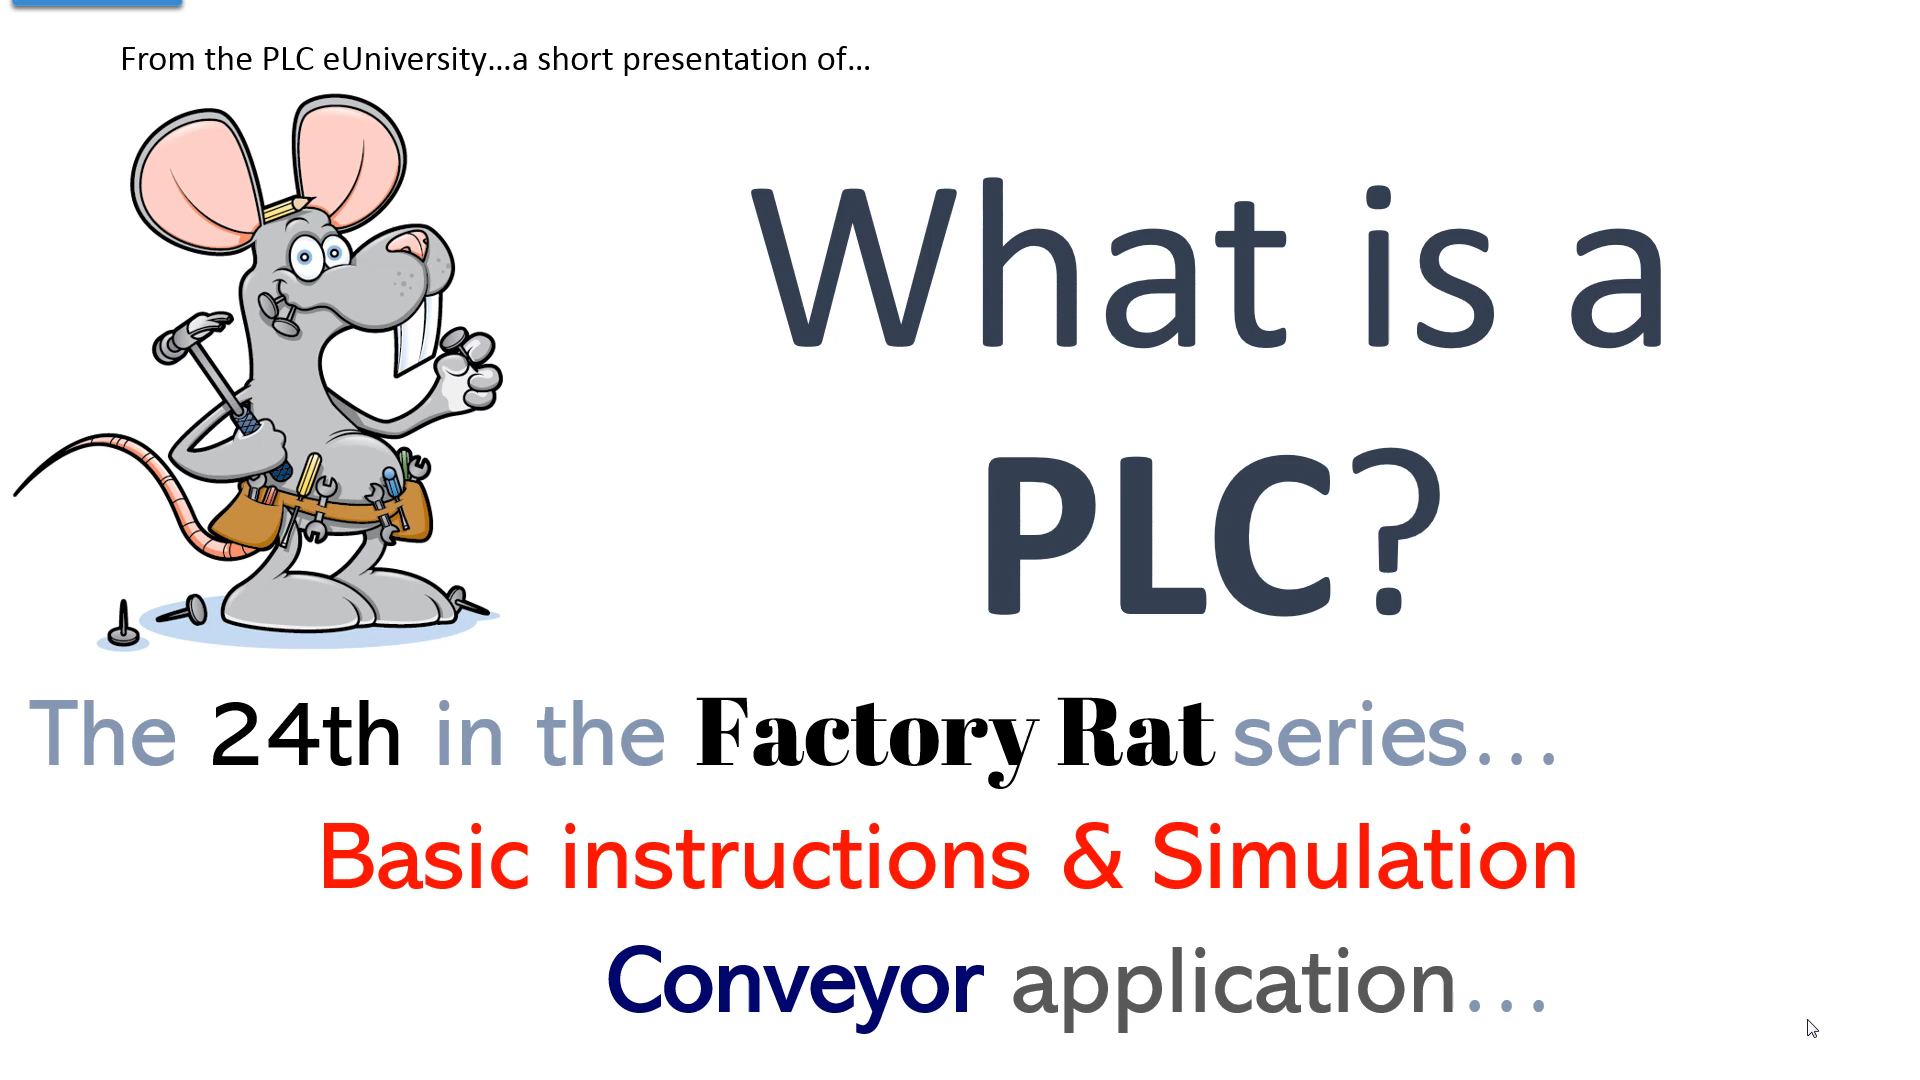 From the PLC eUniversity...a short presentation of...
What is a
PLC?
The 24th in the Factory Rat series...
Basic instructions & Simulation
Conveyor application...